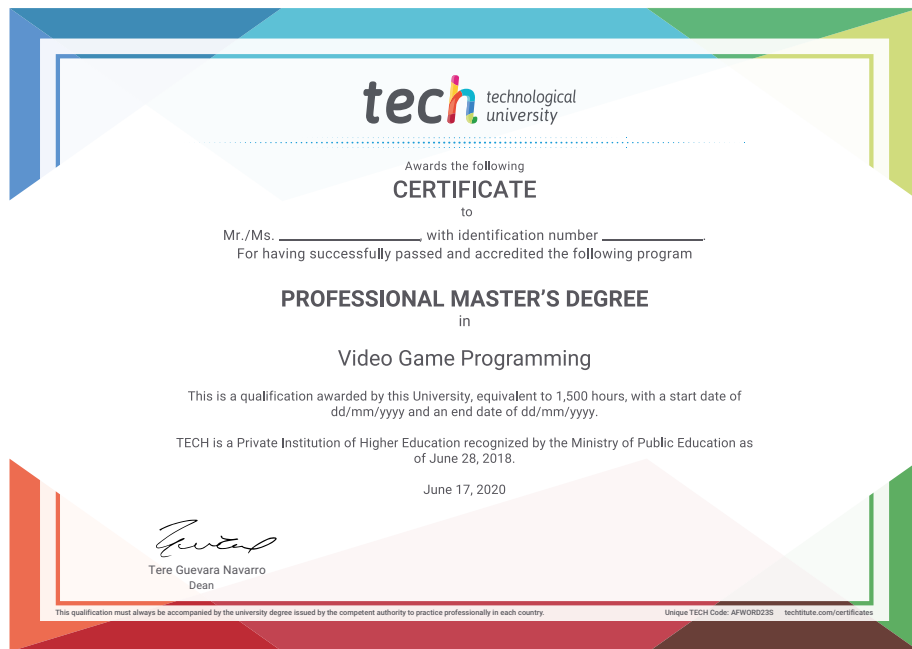 tech technological
university
Awards the following
CERTIFICATE
to
Mr./Ms. ____________________, with identification number ______________.
For having successfully passed and accredited the following program
PROFESSIONAL MASTER'S DEGREE
in
Video Game Programming
This is a qualification awarded by this University, equivalent to 1,500 hours, with a start date of
dd/mm/yyyy and an end date of dd/mm/yyyy.
TECH is a Private Institution of Higher Education recognized by the Ministry of Public Education as
of June 28, 2018.
June 17, 2020
Tere Guevara Navarro
Dean
This qualification must always be accompanied by the university degree issued by the competent authority to practice professionally in each country. Unique TECH Code: AFWORD23S techtitute.com/certificates